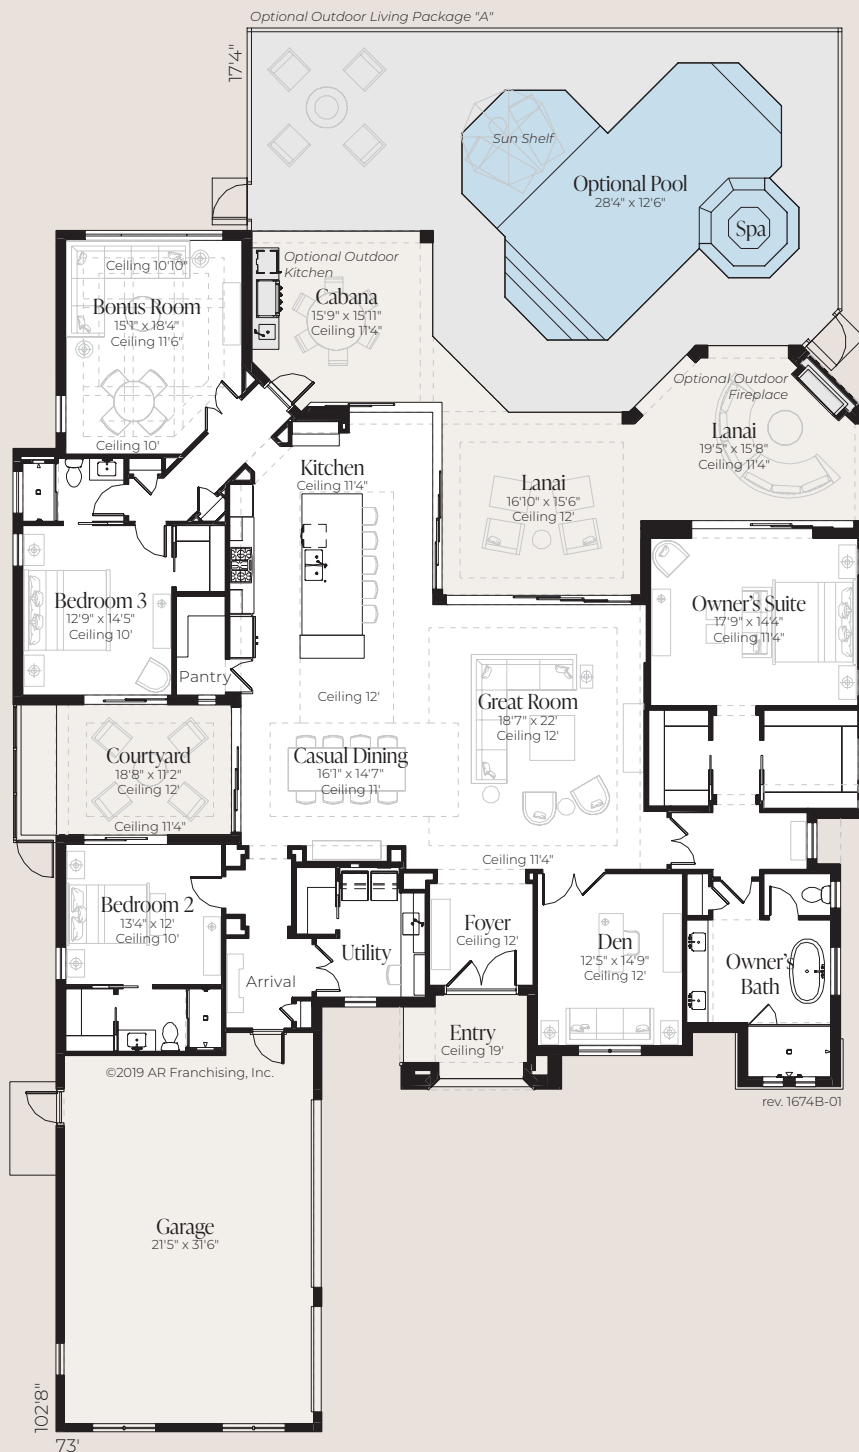 Optional Outdoor Living Package "A"
17'4"
Sun Shelf
Optional Pool
28'4" x 12'6"
Spa
Ceiling 10'10"
Bonus Room
15'1" x 18'4"
Ceiling 11'6"
Ceiling 10'
Optional Outdoor
Kitchen
Cabana
15'9" x 15'11"
Ceiling 11'4"
Optional Outdoor
Fireplace
Lanai
19'5" x 15'8"
Ceiling 11'4"
Kitchen
Ceiling 11'4"
Lanai
16'10" x 15'6"
Ceiling 12'
Bedroom 3
12'9" x 14'5"
Ceiling 10'
Owner's Suite
17'9" x 14'4"
Ceiling 11'4"
Pantry
Ceiling 12'
Great Room
18'7" x 22'
Ceiling 12'
Courtyard
18'8" x 11'2"
Ceiling 12'
Ceiling 11'4"
Casual Dining
16'1" x 14'7"
Ceiling 11'
Ceiling 11'4"
Bedroom 2
13'4" x 12'
Ceiling 10'
Foyer
Ceiling 12'
Den
12'5" x 14'9"
Ceiling 12'
Utility
Arrival
Owner's
Bath
Entry
Ceiling 19'
©2019 AR Franchising, Inc.
rev. 1674B-01
Garage
21'5" x 31'6"
102'8"
73'